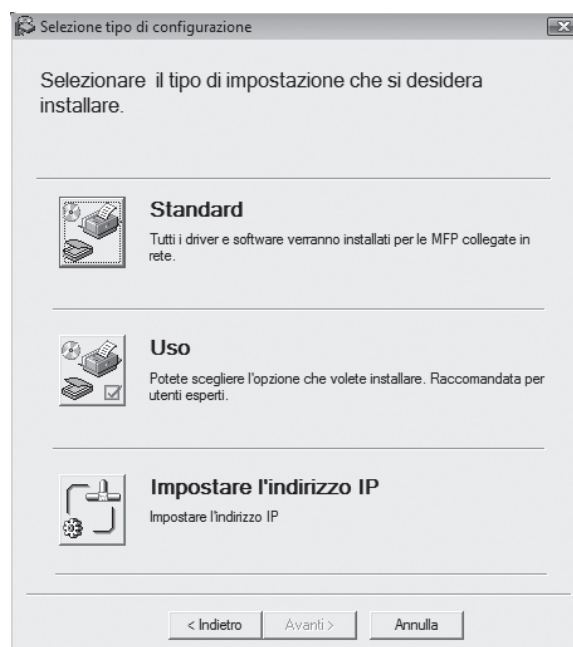 Selezione tipo di configurazione
Selezionare il tipo di impostazione che si desidera
installare.
Standard
Tutti i driver e software verranno installati per le MFP collegate in
rete.
Uso
Potete scegliere l'opzione che volete installare. Raccomandata per
utenti esperti.
Impostare l'indirizzo IP
Impostare l'indirizzo IP
< Indietro
Avanti >
Annulla